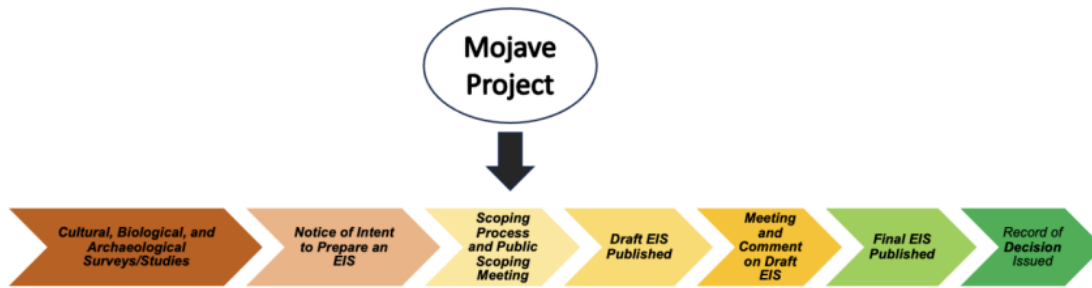 Mojave
Project
Cultural, Biological, and
Archaeological
Surveys/Studies
Notice of Intent
to Prepare an
EIS
Scoping
Process
and Public
Scoping
Meeting
Draft EIS
Published
Meeting
and
Comment
on Draft
EIS
Final EIS
Published
Record of
Decision
Issued